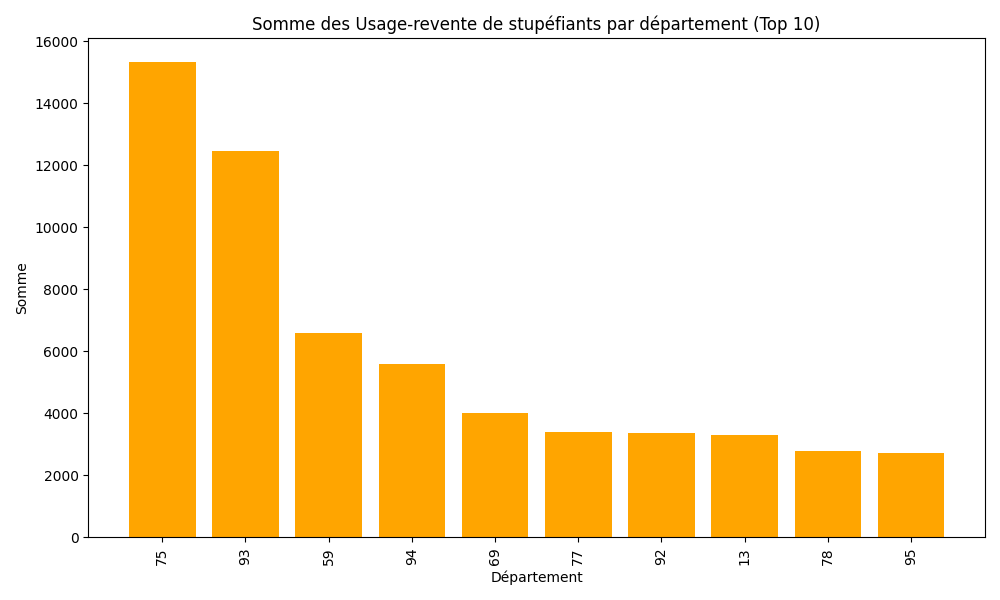 Somme des Usage-revente de stupéfiants par département (Top 10)
16000
14000
12000
10000
8000
6000
4000
2000
0
Somme
75 93 59 94 69 77 92 13 78 95
Département